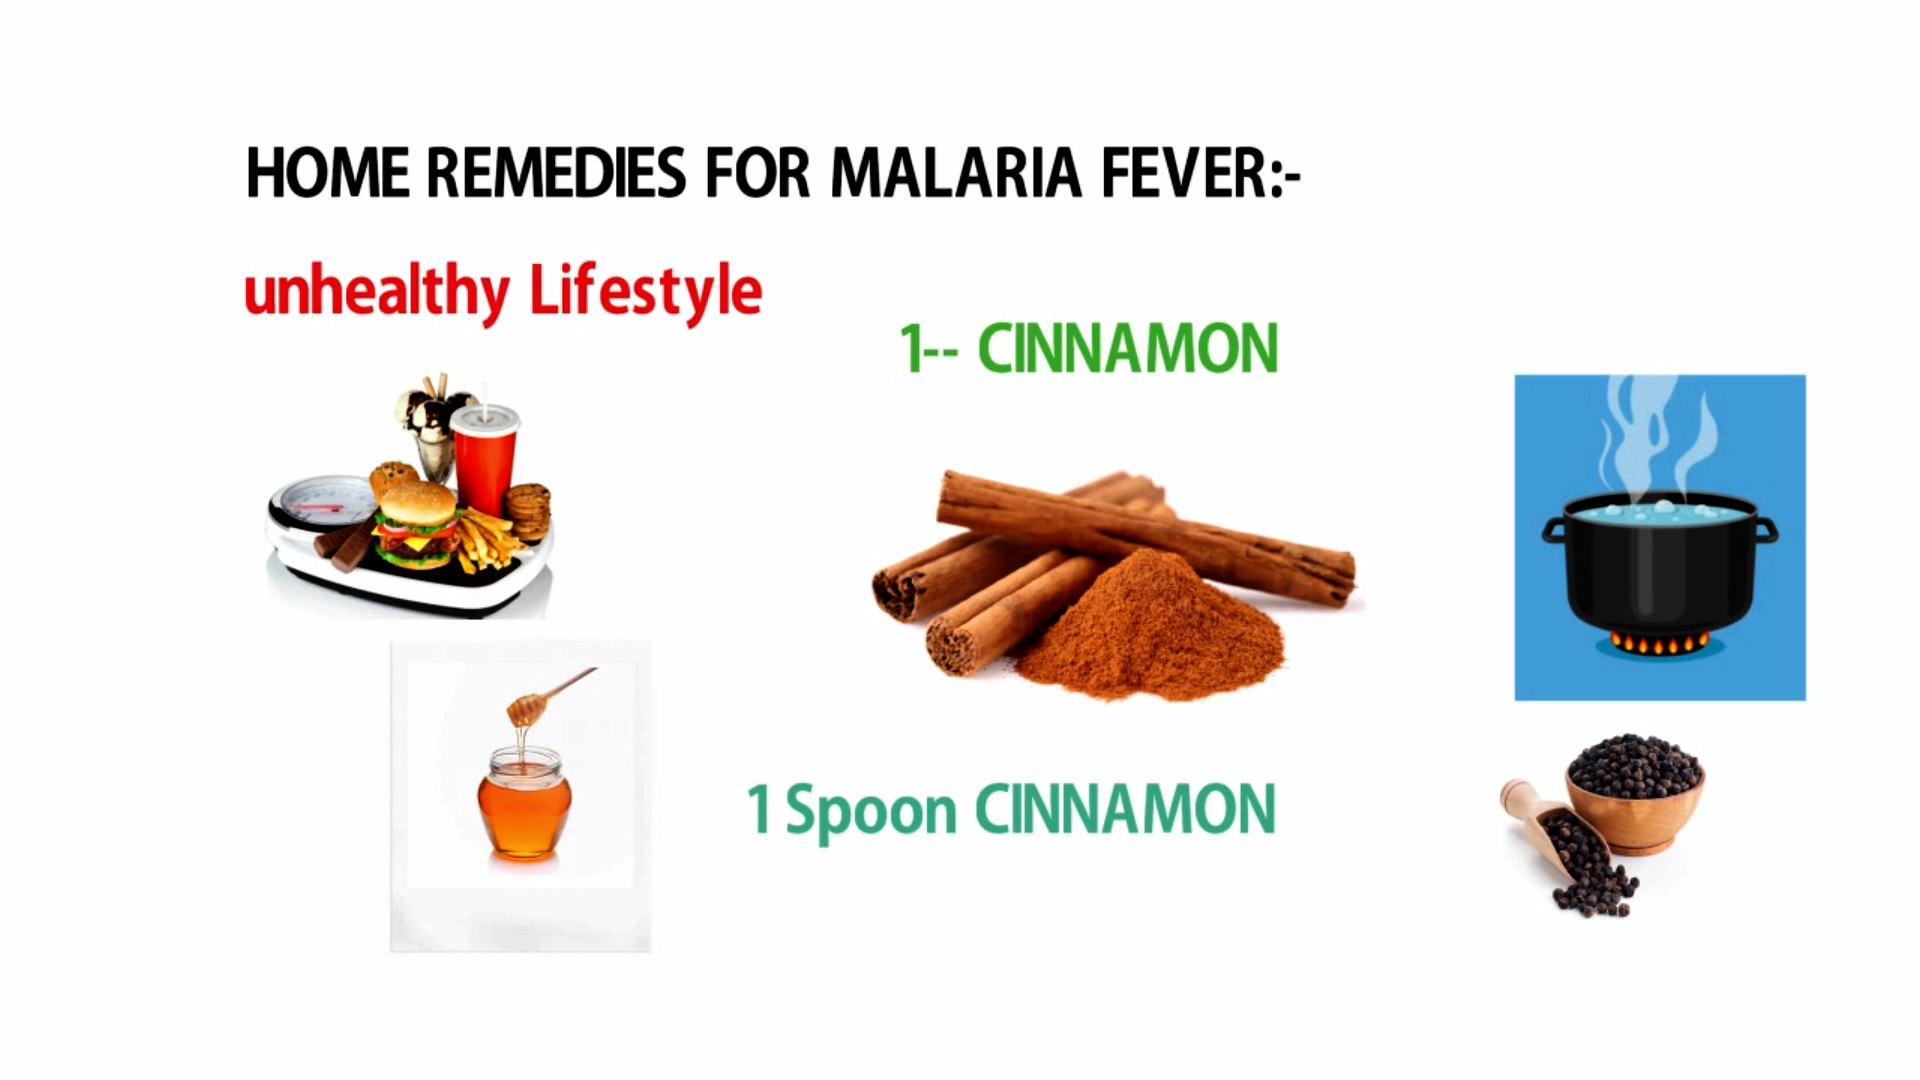 HOME REMEDIES FOR MALARIA FEVER:-
unhealthy Lifestyle
1-- CINNAMON
1 Spoon CINNAMON